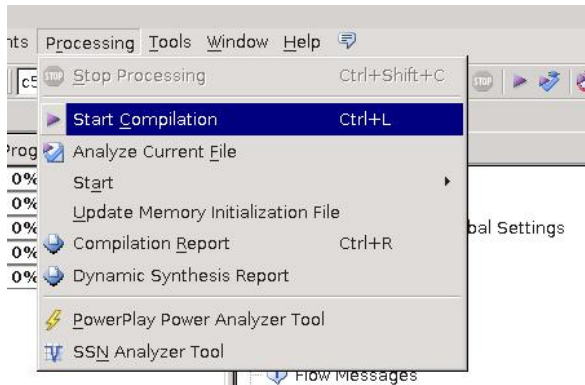 nts Processing Tools Window Help
c5
Stop Processing Ctrl+Shift+C
STOP
Start Compilation Ctrl+L
Prog
Analyze Current File
0%
Start
0%
Update Memory Initialization File
0% bal Settings
Compilation Report Ctrl+R
0%
Dynamic Synthesis Report
0%
PowerPlay Power Analyzer Tool
SSN Analyzer Tool
Flow Messages